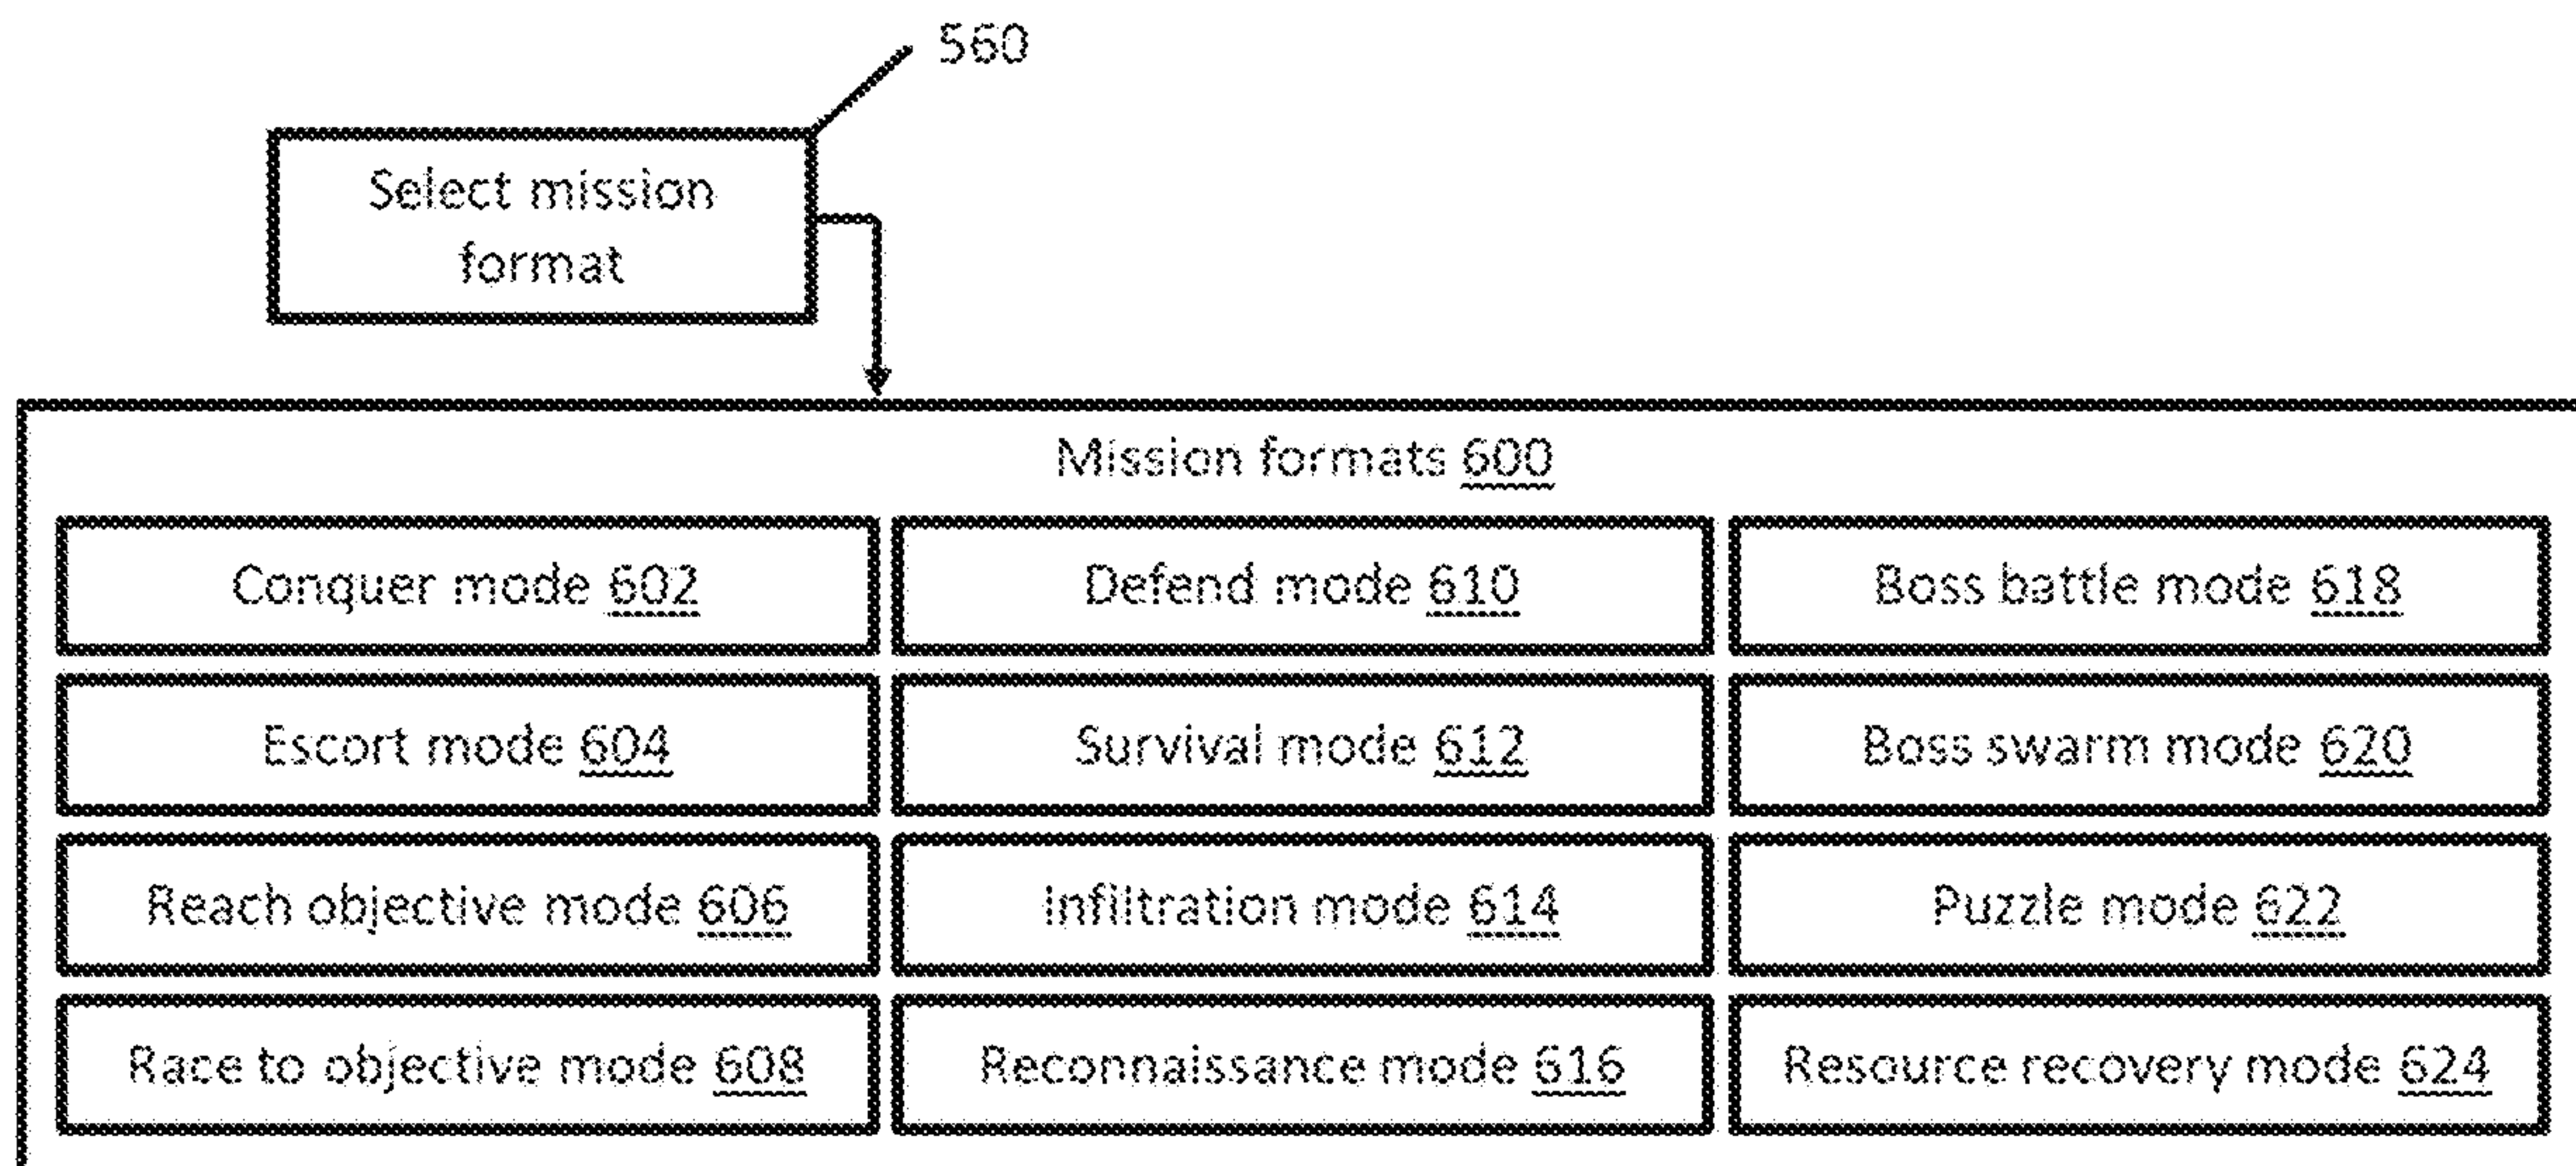 560
Select mission
format
Mission formats 600
Conquer mode 602
Defend mode 610
Boss battle mode 618
Escort mode 604
Survival mode 612
Boss swarm mode 620
Reach objective mode 606
Infiltration mode 614
Puzzle mode 622
Race to objective mode 608
Reconnaissance mode 616
Resource recovery mode 624